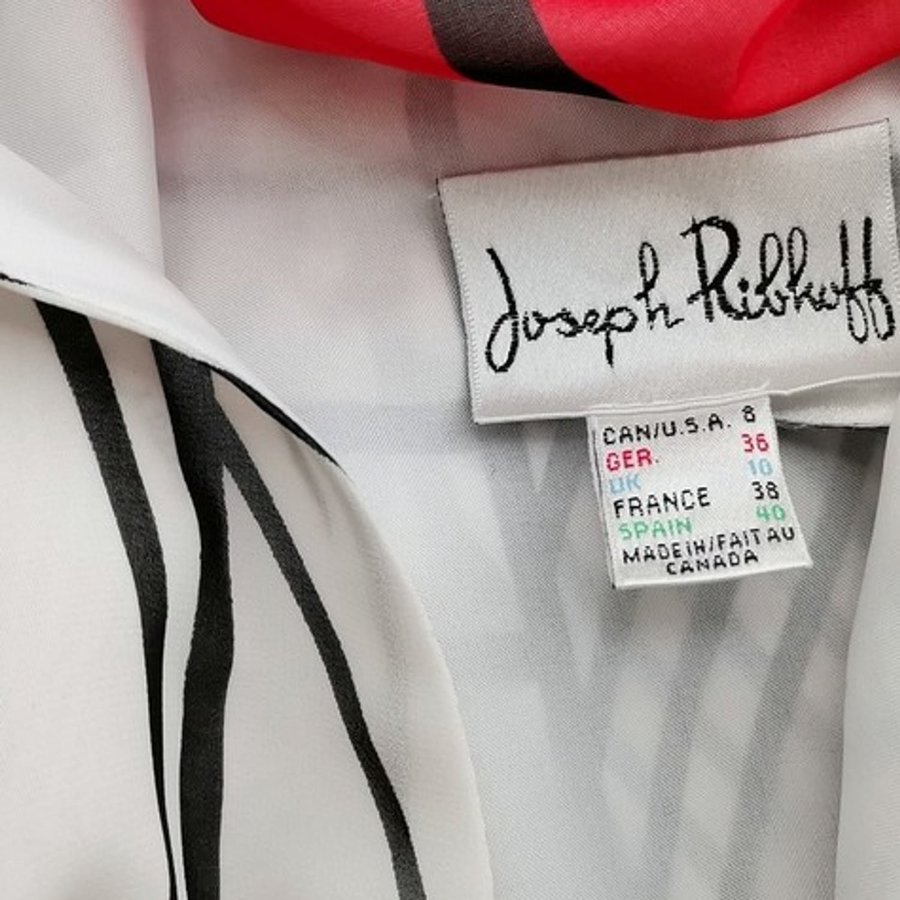 Joseph Ribkoff
CAN/U.S.A. 8
GER. 36
UK 10
FRANCE 38
SPAIN 40
MADE IN/FAIT AU
CANADA